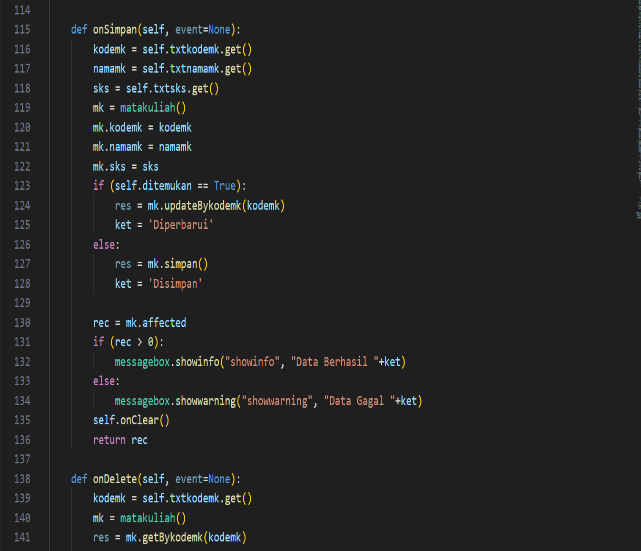 114
115 def onSimpan(self, event=None):
116 kodemk = self.txtkodemk.get()
117 namamk = self.txtnamamk.get()
118 sks = self.txtsks.get()
119 mk = matakuliah()
120 mk.kodemk = kodemk
121 mk.namamk = namamk
122 mk.sks = sks
123 if (self.ditemukan == True):
124 res = mk.updateBykodemk(kodemk)
125 ket = 'Diperbarui'
126 else:
127 res = mk.simpan()
128 ket = 'Disimpan'
129
130 rec = mk.affected
131 if (rec > 0):
132 messagebox.showinfo("showinfo", "Data Berhasil "+ket)
133 else:
134 messagebox.showwarning("showwarning", "Data Gagal "+ket)
135 self.onClear()
136 return rec
137
138 def onDelete(self, event=None):
139 kodemk = self.txtkodemk.get()
140 mk = matakuliah()
141 res = mk.getBykodemk(kodemk)